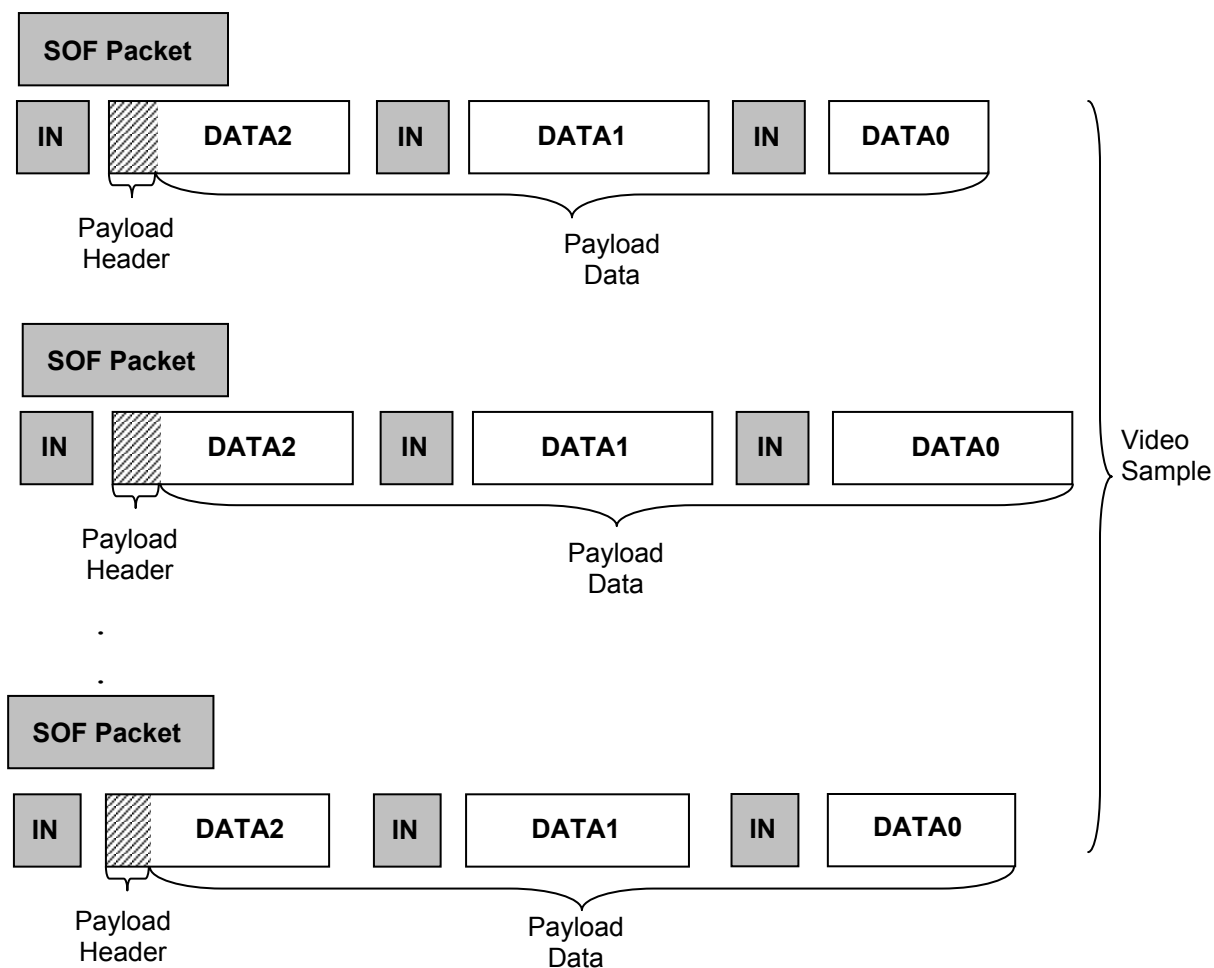 SOF Packet
IN DATA2 IN DATA1 IN DATA0
Payload
Header
Payload
Data
SOF Packet
IN DATA2 IN DATA1 IN DATA0
Payload
Header
Payload
Data
Video
Sample
.
.
SOF Packet
IN DATA2 IN DATA1 IN DATA0
Payload
Header
Payload
Data